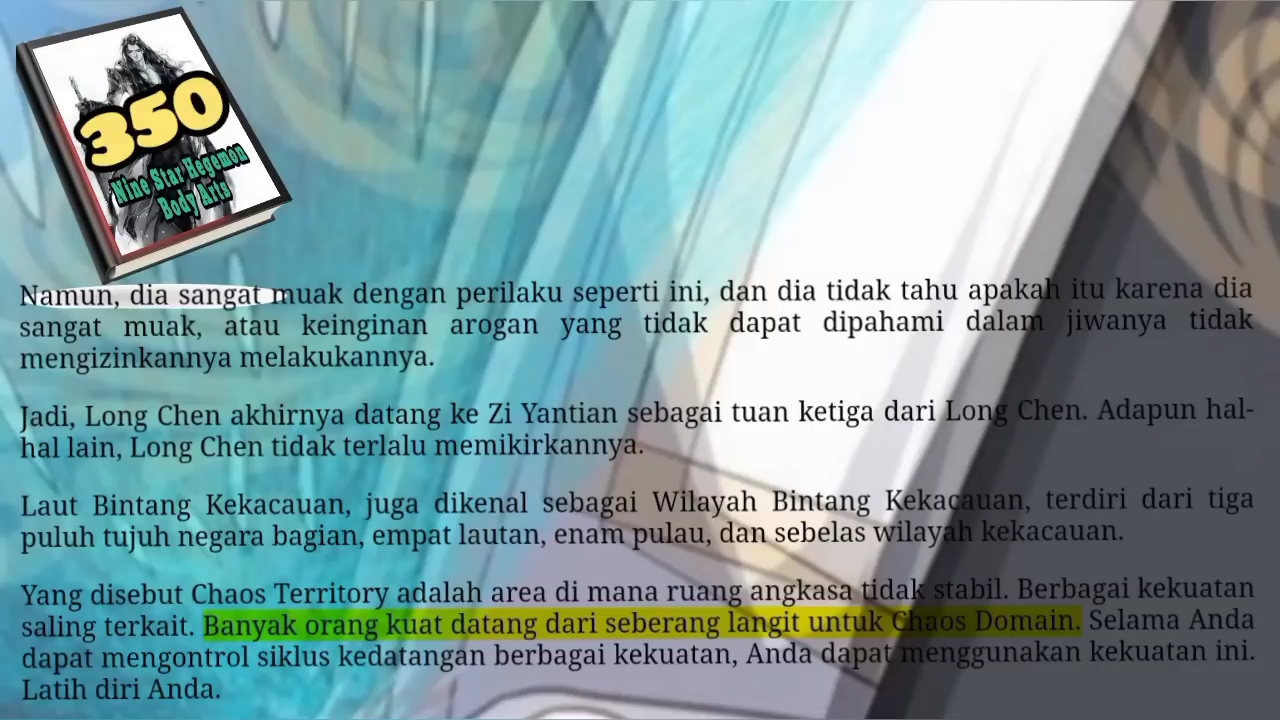 350
Nine Star Hegemon
Body Arts
Namun, dia sangat muak dengan perilaku seperti ini, dan dia tidak tahu apakah itu karena dia
sangat muak, atau keinginan arogan yang tidak dapat dipahami dalam jiwanya tidak
mengizinkannya melakukannya.
Jadi, Long Chen akhirnya datang ke Zi Yantian sebagai tuan ketiga dari Long Chen. Adapun hal-
hal lain, Long Chen tidak terlalu memikirkannya.
Laut Bintang Kekacauan, juga dikenal sebagai Wilayah Bintang Kekacauan, terdiri dari tiga
puluh tujuh negara bagian, empat lautan, enam pulau, dan sebelas wilayah kekacauan.
Yang disebut Chaos Territory adalah area di mana ruang angkasa tidak stabil. Berbagai kekuatan
saling terkait. Banyak orang kuat datang dari seberang langit untuk Chaos Domain. Selama Anda
dapat mengontrol siklus kedatangan berbagai kekuatan, Anda dapat menggunakan kekuatan ini.
Latih diri Anda.